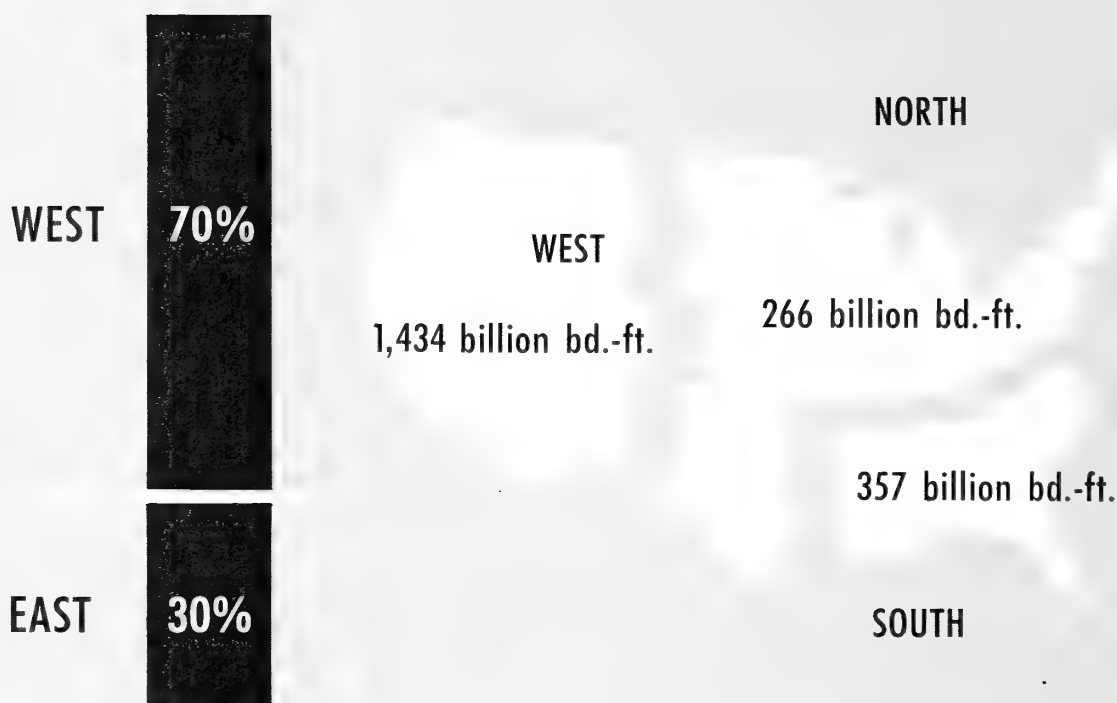 WEST 70%
EAST 30%
WEST
1,434 billion bd.-ft.
NORTH
266 billion bd.-ft.
357 billion bd.-ft.
SOUTH